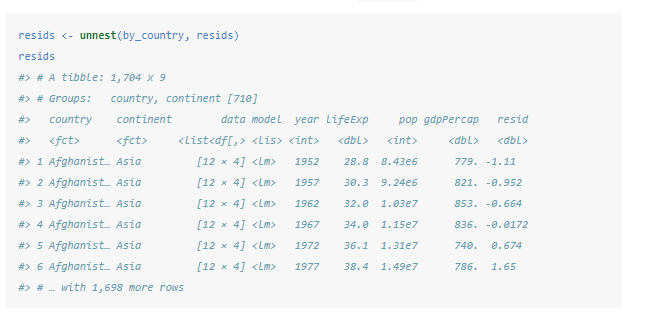 resids <- unnest(by_country, resids)
resids
#> # A tibble: 1,704 x 9
#> # Groups:   country, continent [710]
#>   country    continent        data model  year lifeExp     pop gdpPercap   resid
#>   <fct>      <fct>     <list<df[,> <lis> <int>   <dbl>   <int>     <dbl>   <dbl>
#> 1 Afghanist… Asia         [12 × 4] <lm>   1952    28.8  8.43e6      779. -1.11
#> 2 Afghanist… Asia         [12 × 4] <lm>   1957    30.3  9.24e6      821. -0.952
#> 3 Afghanist… Asia         [12 × 4] <lm>   1962    32.0  1.03e7      853. -0.664
#> 4 Afghanist… Asia         [12 × 4] <lm>   1967    34.0  1.15e7      836. -0.0172
#> 5 Afghanist… Asia         [12 × 4] <lm>   1972    36.1  1.31e7      740.  0.674
#> 6 Afghanist… Asia         [12 × 4] <lm>   1977    38.4  1.49e7      786.  1.65
#> # … with 1,698 more rows